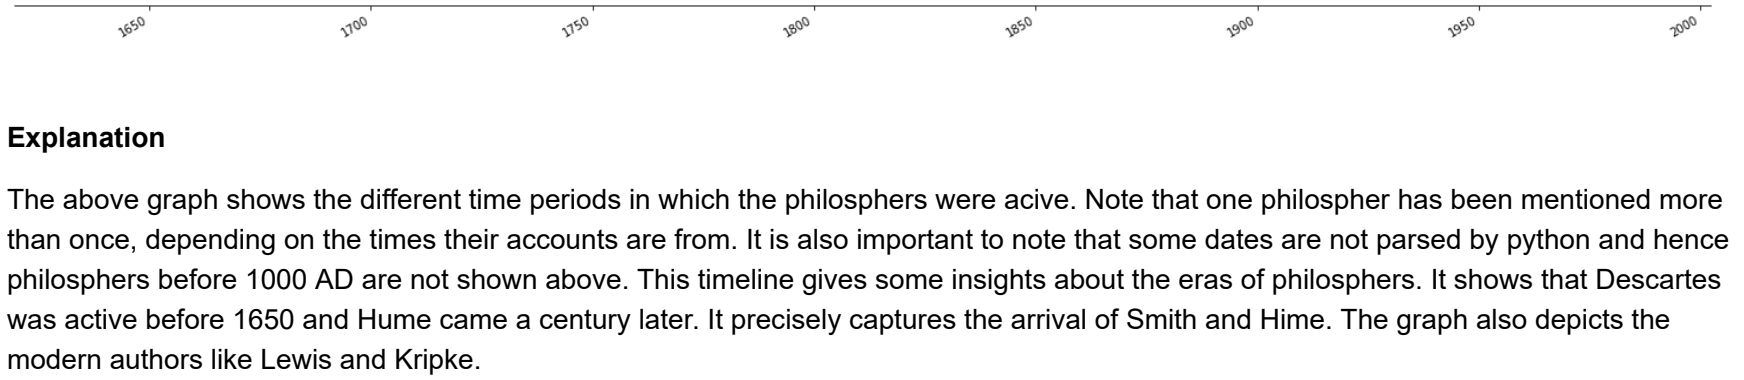 1650 1700 1750 1800 1850 1900 1950 2000
Explanation
The above graph shows the different time periods in which the philosphers were acive. Note that one philospher has been mentioned more
than once, depending on the times their accounts are from. It is also important to note that some dates are not parsed by python and hence
philosphers before 1000 AD are not shown above. This timeline gives some insights about the eras of philosphers. It shows that Descartes
was active before 1650 and Hume came a century later. It precisely captures the arrival of Smith and Hime. The graph also depicts the
modern authors like Lewis and Kripke.